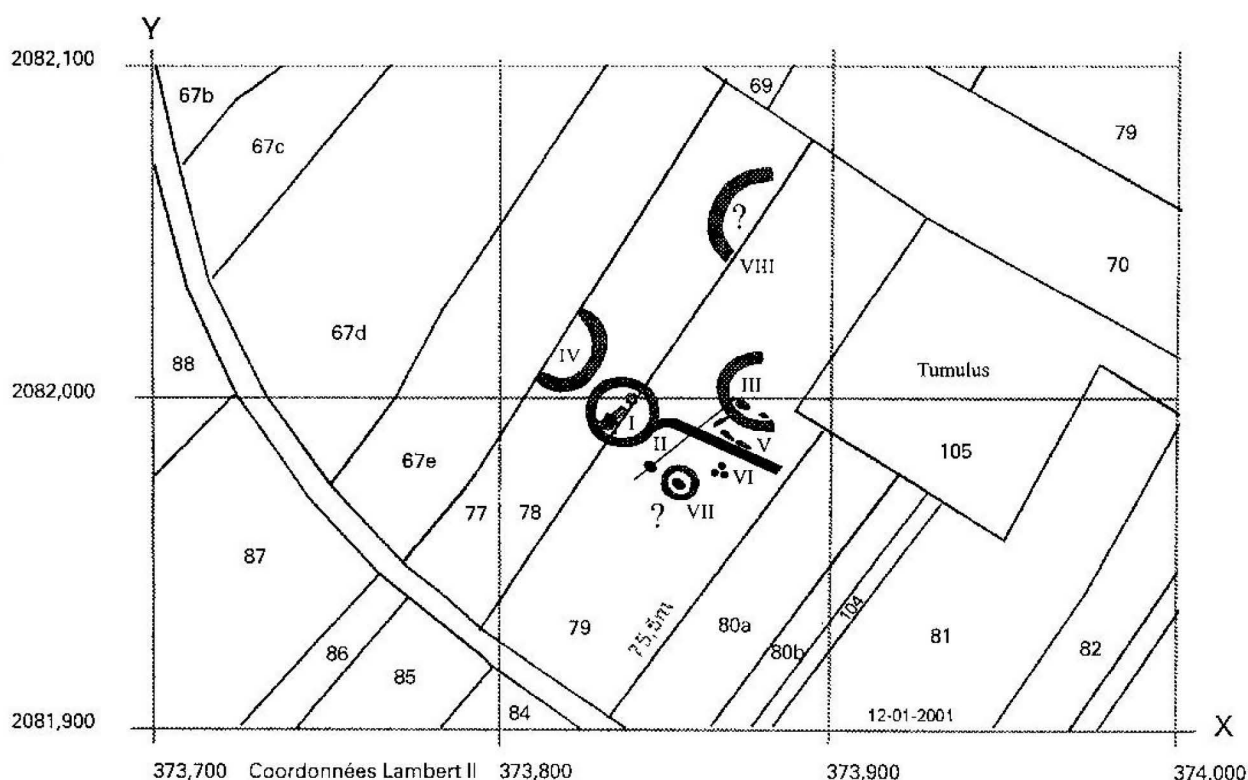 Y
2082,100
67b
69
79
67c
?
VIII
70
67d
IV
88
Tumulus
III
2082,000
I
II
V
105
67e
VI
77
78
?
VII
87
104
79
75,5m
80a
81
86
80b
82
85
84
12-01-2001
2081,900
X
373,700 Coordonnées Lambert II 373,800 373,900 374,000